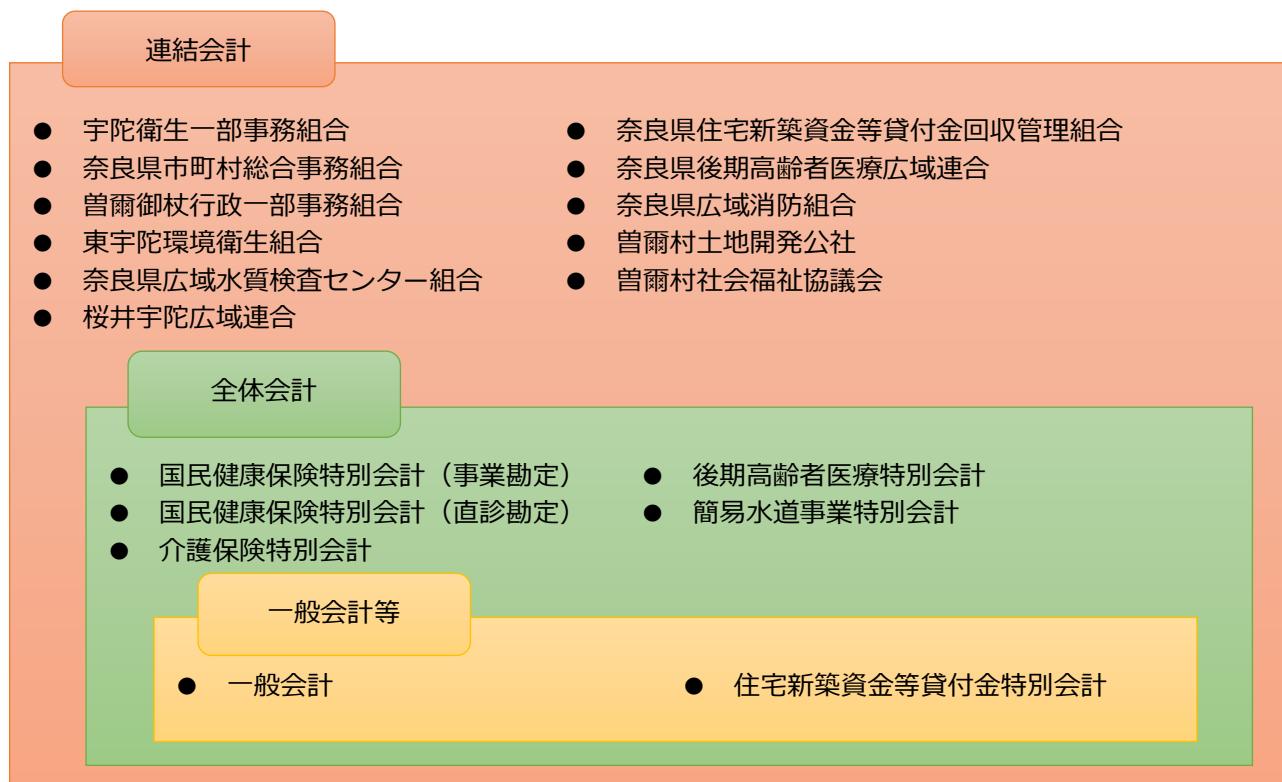 連結会計
● 宇陀衛生一部事務組合
● 奈良県市町村総合事務組合
● 曽爾御杖行政一部事務組合
● 東宇陀環境衛生組合
● 奈良県広域水質検査センター組合
● 桜井宇陀広域連合
● 奈良県住宅新築資金等貸付金回収管理組合
● 奈良県後期高齢者医療広域連合
● 奈良県広域消防組合
● 曽爾村土地開発公社
● 曽爾村社会福祉協議会
全体会計
● 国民健康保険特別会計（事業勘定）
● 国民健康保険特別会計（直診勘定）
● 介護保険特別会計
● 後期高齢者医療特別会計
● 簡易水道事業特別会計
一般会計等
● 一般会計
● 住宅新築資金等貸付金特別会計